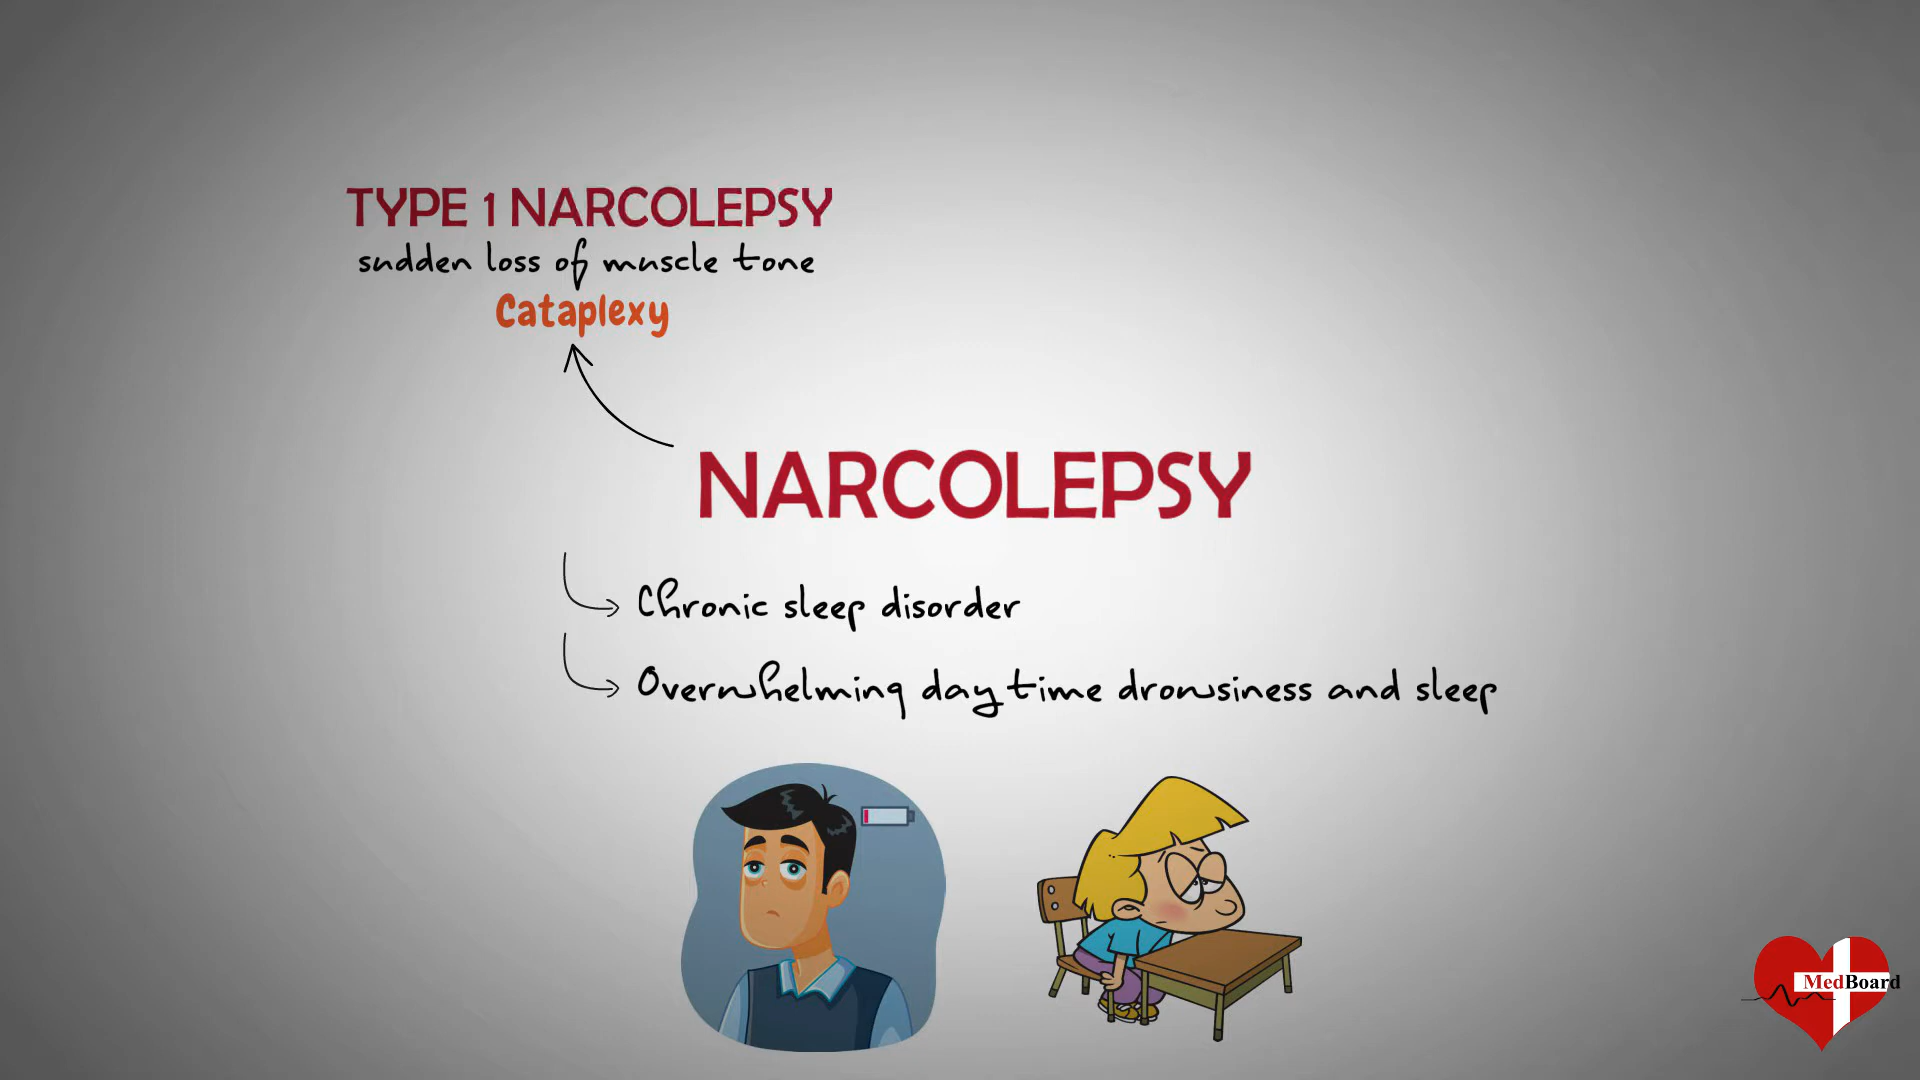 TYPE 1 NARCOLEPSY
sudden loss of muscle tone
Cataplexy
NARCOLEPSY
Chronic sleep disorder
Overwhelming daytime drowsiness and sleep
MedBoard